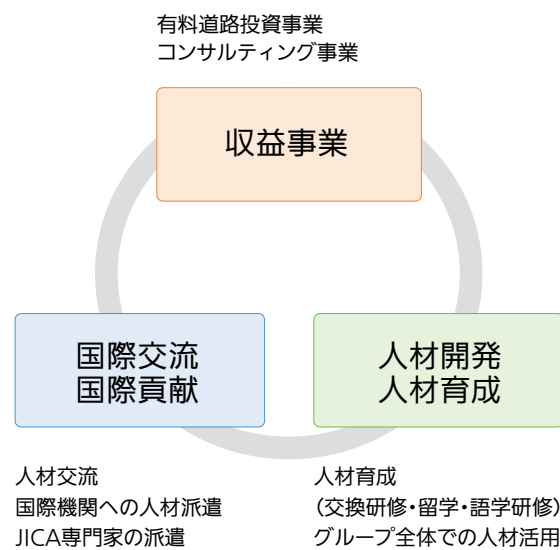 有料道路投資事業
コンサルティング事業
収益事業
国際交流
国際貢献
人材開発
人材育成
人材交流
国際機関への人材派遣
JICA専門家の派遣
人材育成
（交換研修・留学・語学研修）
グループ全体での人材活用